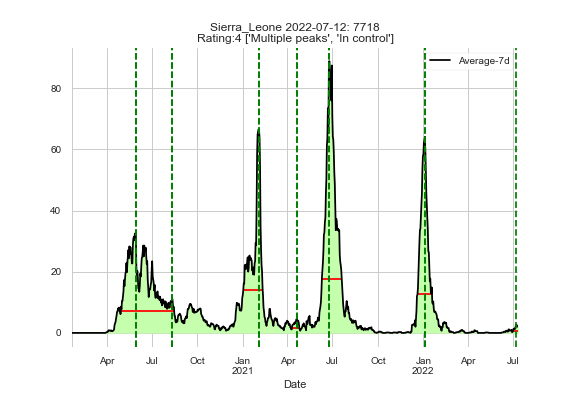 Sierra_Leone 2022-07-12: 7718
Rating:4 ['Multiple peaks', 'In control']
Average-7d
80
60
40
20
0
Apr Jul Oct Jan Apr Jul Oct Jan Apr Jul
2021 2022
Date